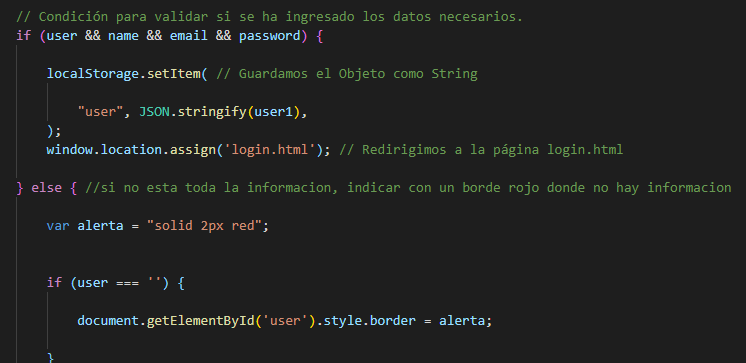 // Condición para validar si se ha ingresado los datos necesarios.
if (user && name && email && password) {
localStorage.setItem( // Guardamos el Objeto como String
"user", JSON.stringify(user1),
);
window.location.assign('login.html'); // Redirigimos a la página login.html
} else { //si no esta toda la informacion, indicar con un borde rojo donde no hay informacion
var alerta = "solid 2px red";
if (user === '') {
document.getElementById('user').style.border = alerta;
}